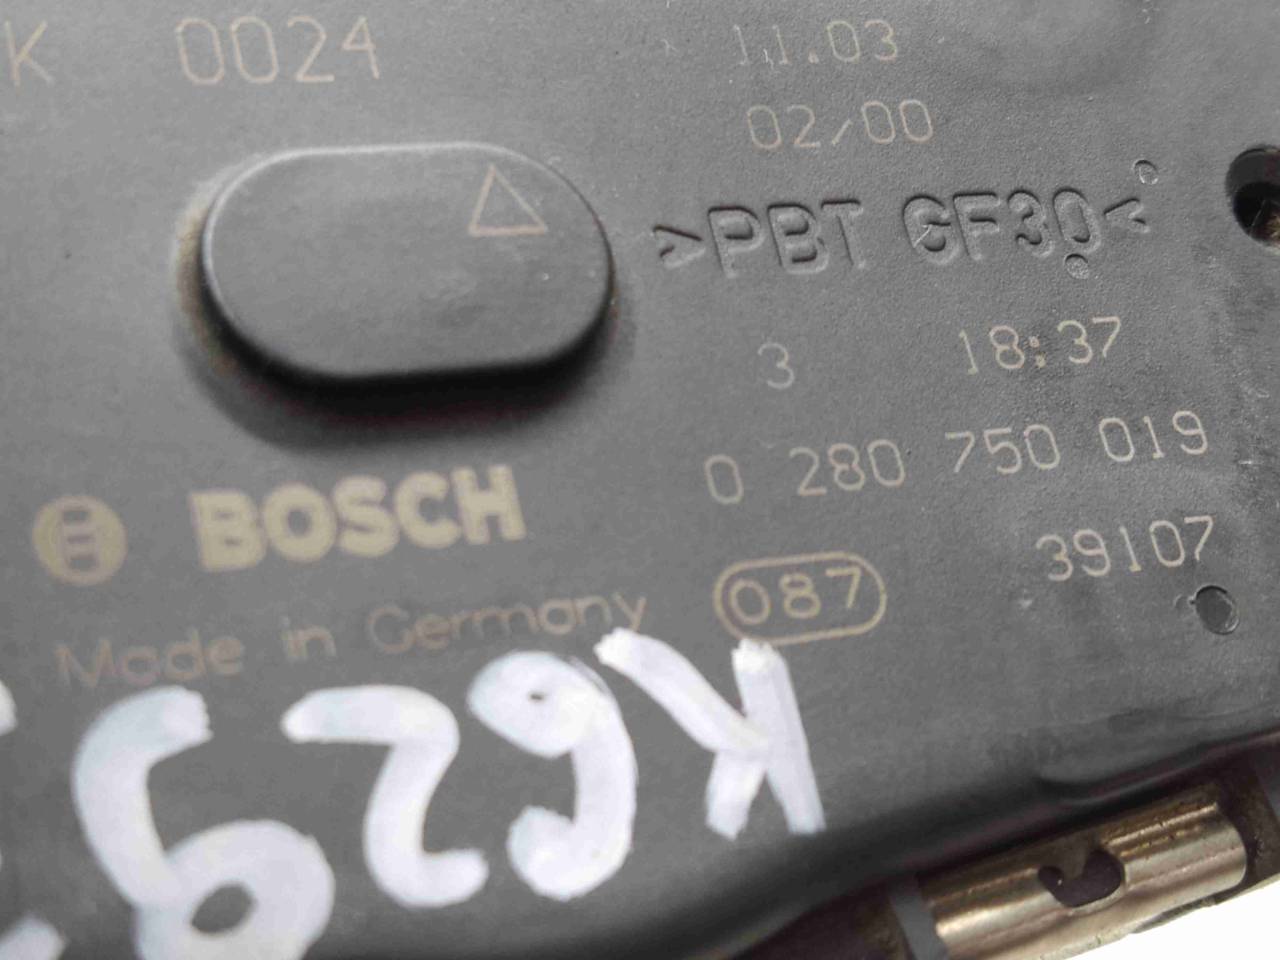 K 0024
11.03
02/00
>PBT GF30<
3 18:37
0 280 750 019
BOSCH
39107
087
Made in Germany